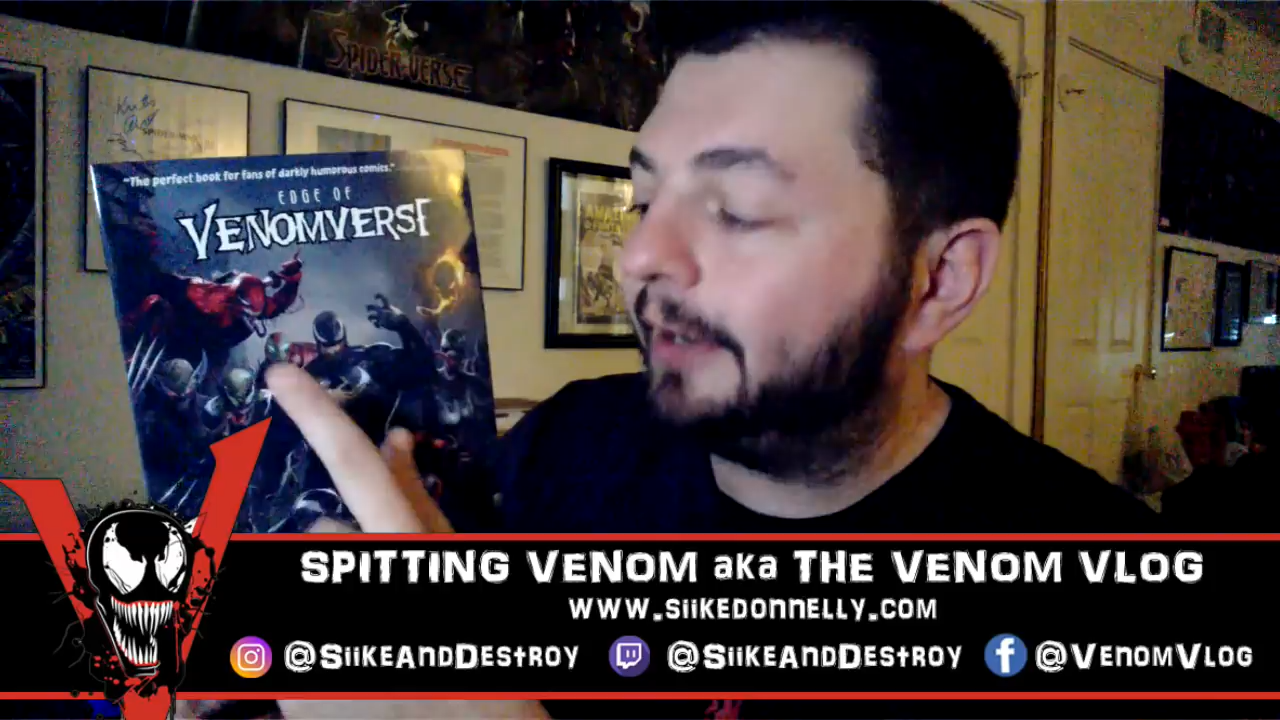 SPIDER-VERSE
"The perfect book for fans of darkly humorous comics."
EDGE OF
VENOMVERSE
SPITTING VENOM aka THE VENOM VLOG
www.siikedonnelly.com
@SiikeAndDestroy @SiikeAndDestroy @VenomVlog